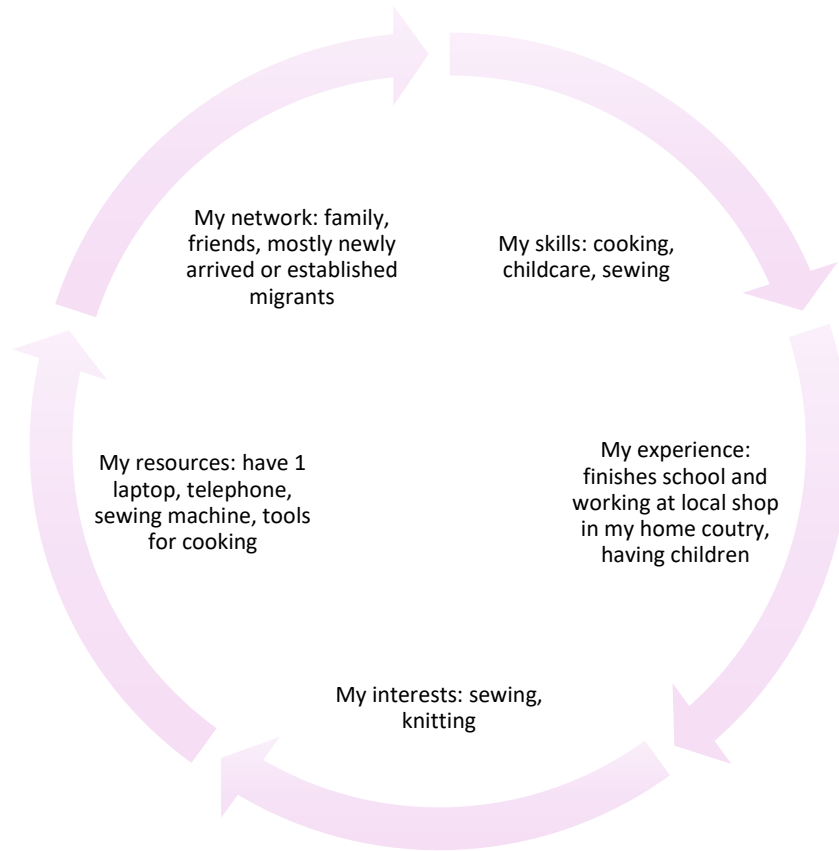 My network: family,
friends, mostly newly
arrived or established
migrants
My skills: cooking,
childcare, sewing
My experience:
finishes school and
working at local shop
in my home coutry,
having children
My interests: sewing,
knitting
My resources: have 1
laptop, telephone,
sewing machine, tools
for cooking